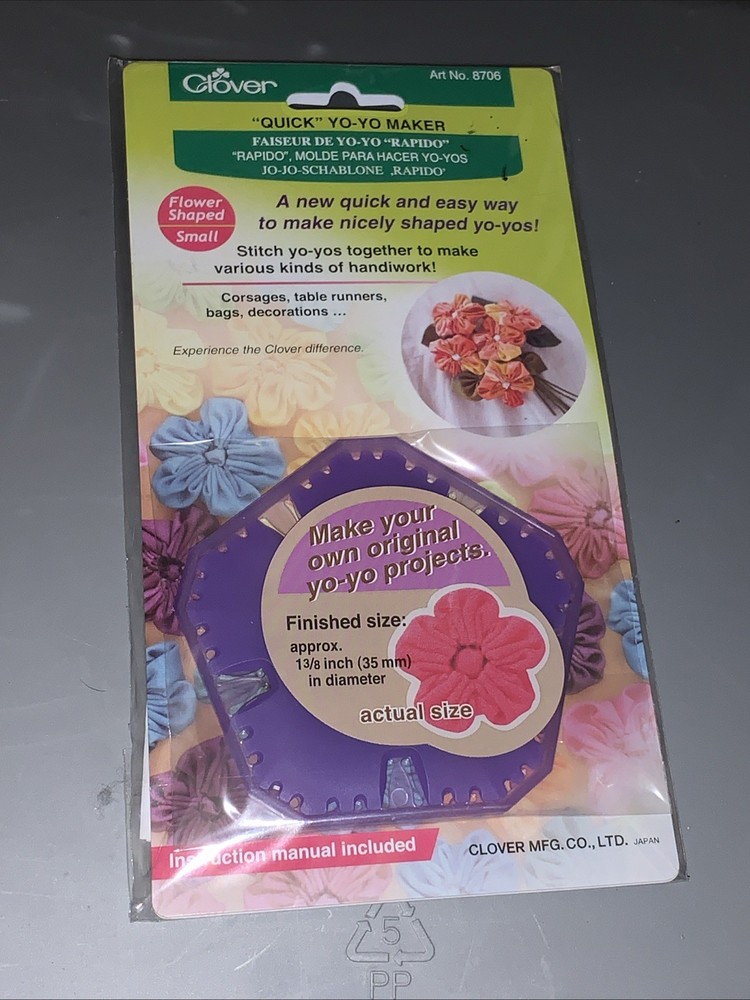 Clover
Art No. 8706
"QUICK" YO-YO MAKER
FAISEUR DE YO-YO "RAPIDO"
"RAPIDO", MOLDE PARA HACER YO-YOS
JO-JO-SCHABLONE ‚RAPIDO'
Flower
Shaped
Small
A new quick and easy way
to make nicely shaped yo-yos!
Stitch yo-yos together to make
various kinds of handiwork!
Corsages, table runners,
bags, decorations ...
Experience the Clover difference.
Make your
own original
yo-yo projects.
Finished size:
approx.
1 3/8 inch (35 mm)
in diameter
actual size
Instruction manual included
CLOVER MFG. CO., LTD. JAPAN
5
PP